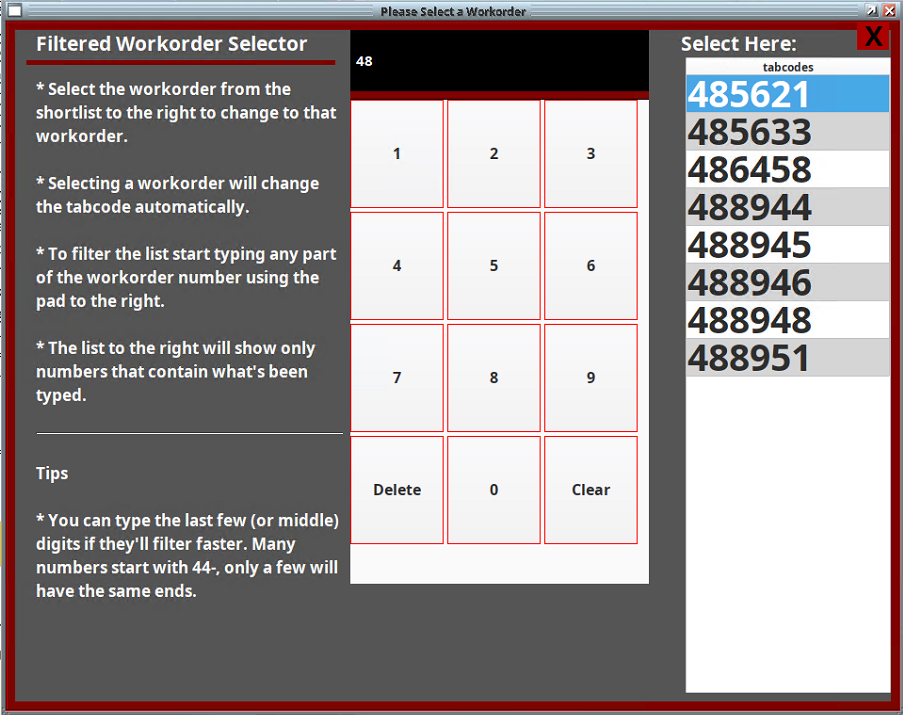 Please Select a Workorder
Filtered Workorder Selector
* Select the workorder from the
shortlist to the right to change to that
workorder.
* Selecting a workorder will change
the tabcode automatically.
* To filter the list start typing any part
of the workorder number using the
pad to the right.
* The list to the right will show only
numbers that contain what's been
typed.
Tips
* You can type the last few (or middle)
digits if they'll filter faster. Many
numbers start with 44-, only a few will
have the same ends.
48
1 2 3
4 5 6
7 8 9
Delete 0 Clear
Select Here:
X
tabcodes
485621
485633
486458
488944
488945
488946
488948
488951